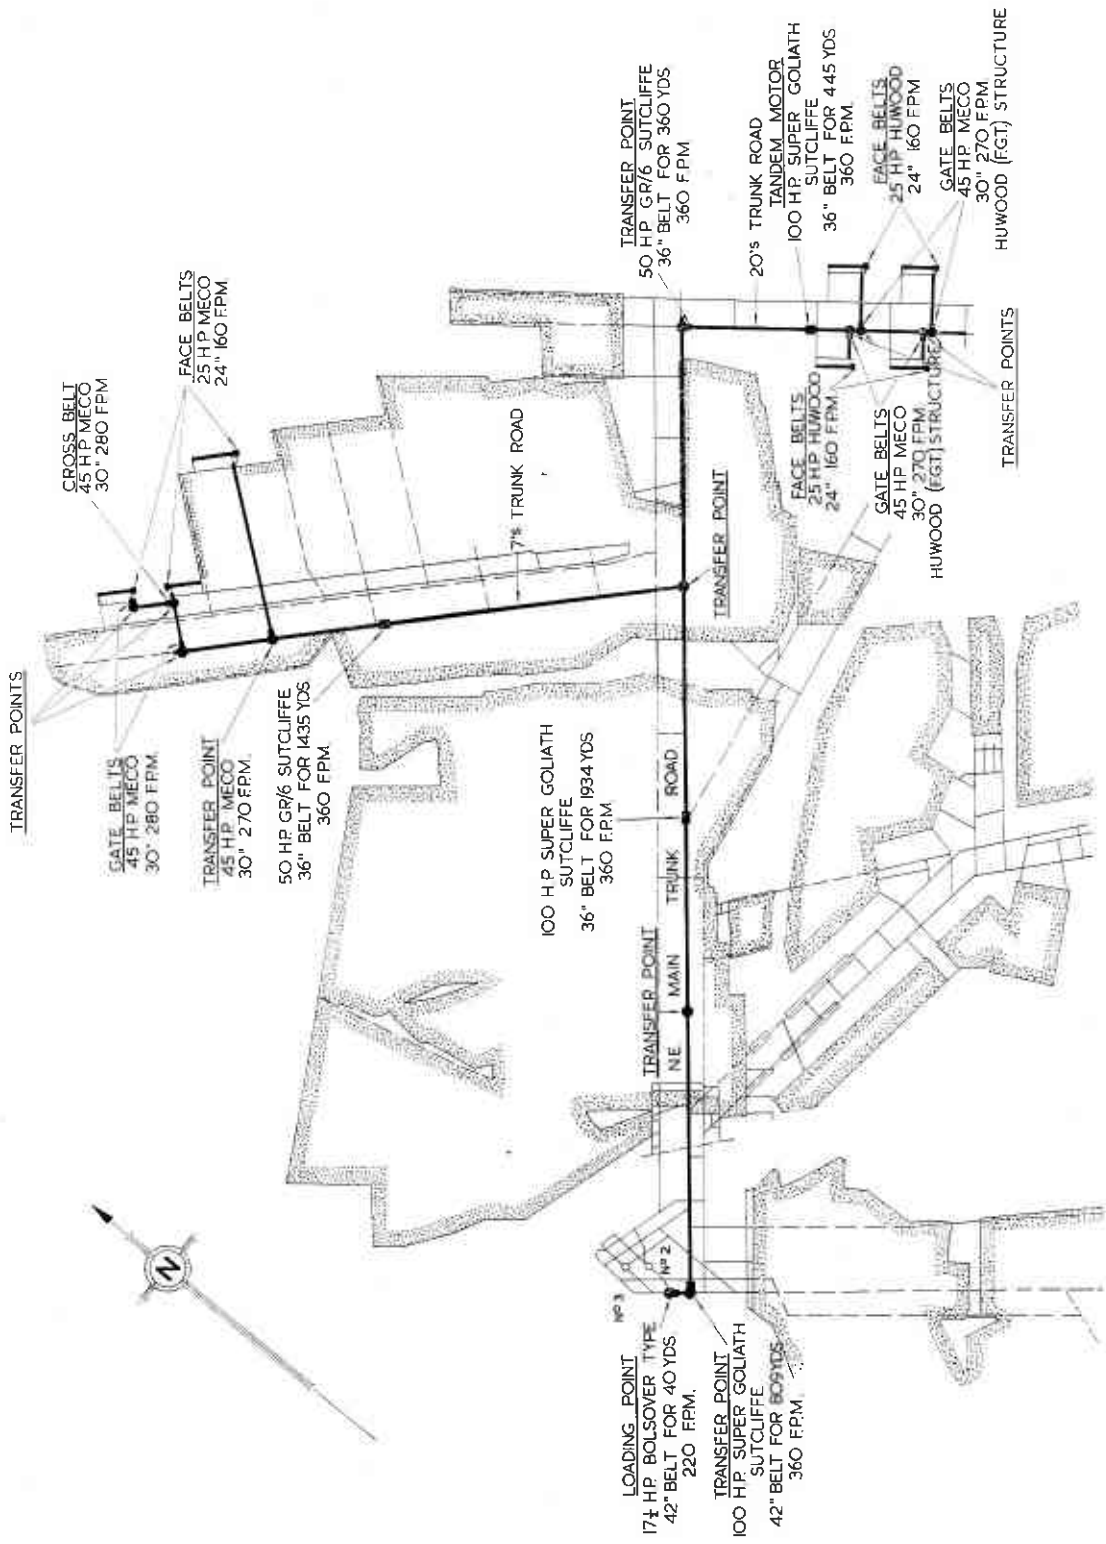 TRANSFER POINTS
GATE BELTS
45 H.P. MECO
30" 280 F.P.M.
TRANSFER POINT
45 H.P. MECO
30" 270 F.P.M.
50 H.P. GR/6 SUTCLIFFE
36" BELT FOR 1435 YDS
360 F.P.M.
CROSS BELT
45 H.P. MECO
30" 280 F.P.M
FACE BELTS
25 H.P. MECO
24" 160 F.P.M.
7's TRUNK ROAD
100 H.P. SUPER GOLIATH
SUTCLIFFE
36" BELT FOR 1934 YDS
360 F.P.M.
TRANSFER POINT
50 H.P. GR/6 SUTCLIFFE
36" BELT FOR 360 YDS
360 F.P.M
TRANSFER POINT
NE MAIN TRUNK ROAD
TRANSFER POINT
20's TRUNK ROAD
TANDEM MOTOR
100 H.P. SUPER GOLIATH
SUTCLIFFE
36" BELT FOR 445 YDS
360 F.P.M.
FACE BELTS
25 H.P. HUWOOD
24" 160 F.P.M
GATE BELTS
45 H.P. MECO
30" 270 F.P.M.
HUWOOD (F.G.T.) STRUCTURE
FACE BELTS
25 H.P. HUWOOD
24" 160 F.P.M.
GATE BELTS
45 H.P. MECO
30" 270 F.P.M.
HUWOOD (F.G.T.) STRUCTURE
TRANSFER POINTS
N
Nº 3
Nº 2
LOADING POINT
17½ H.P. BOLSOVER TYPE
42" BELT FOR 40 YDS
220 F.P.M.
TRANSFER POINT
100 H.P. SUPER GOLIATH
SUTCLIFFE
42" BELT FOR 809 YDS
360 F.P.M.